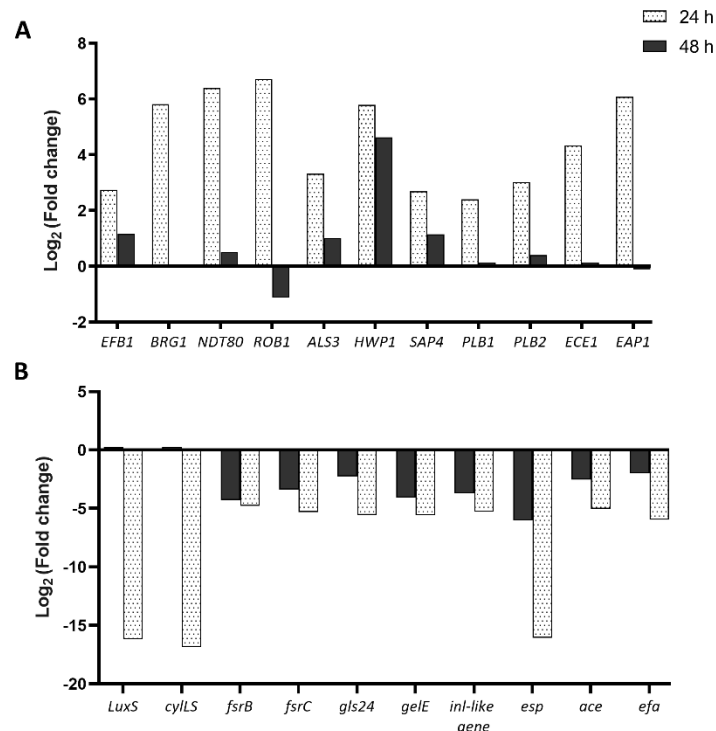 A
24 h
48 h
Log2 (Fold change)
8
6
4
2
0
-2
EFB1 BRG1 NDT80 ROB1 ALS3 HWP1 SAP4 PLB1 PLB2 ECE1 EAP1
B
Log2 (Fold change)
5
0
-5
-10
-15
-20
LuxS cylLS fsrB fsrC gls24 gelE inl-like esp ace efa
gene